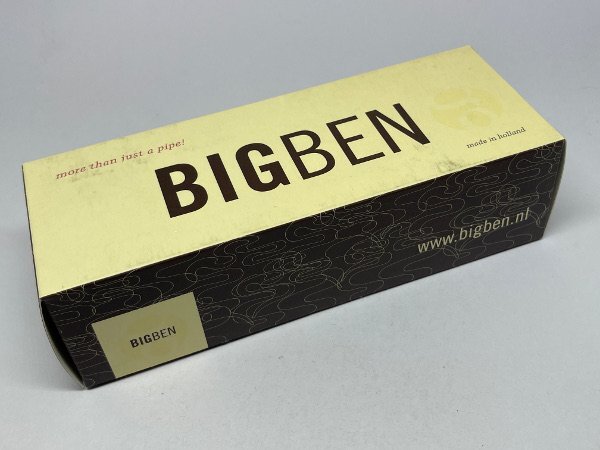 more than just a pipe!
BIGBEN
made in holland
www.bigben.nl
BIGBEN